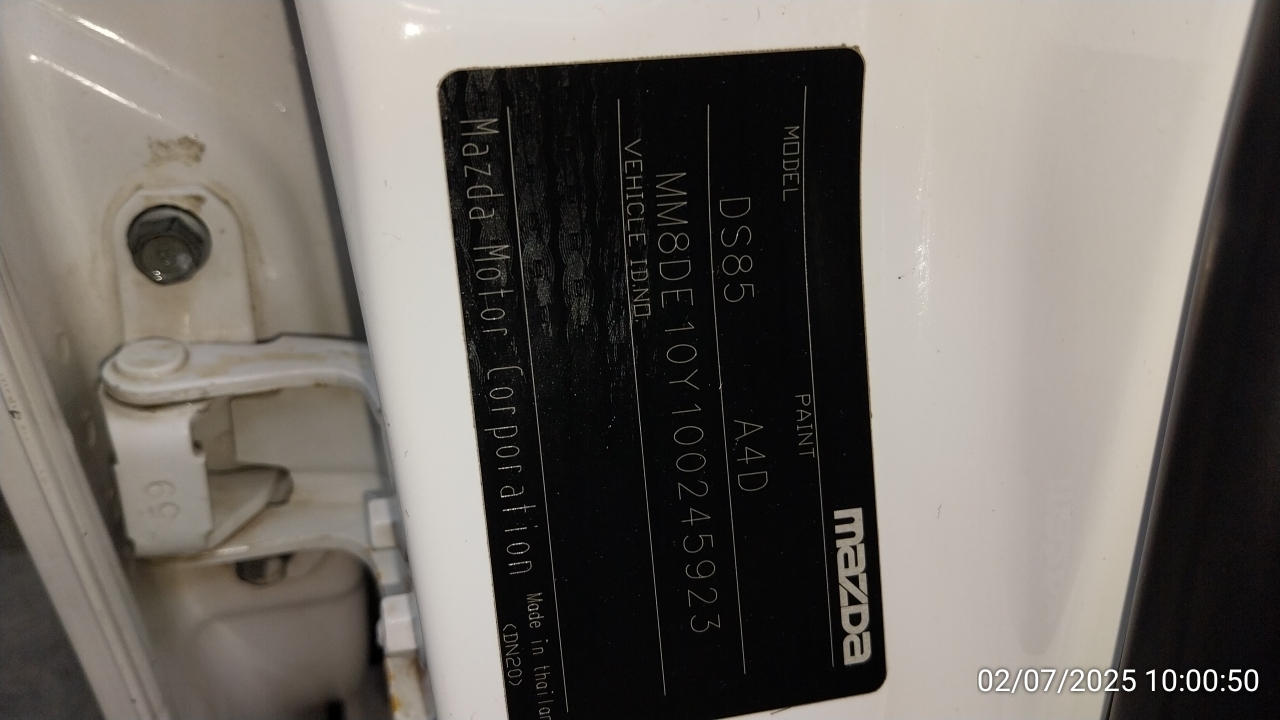 mazda
MODEL PAINT
DS85 A4D
MM8DE10Y100245923
VEHICLE ID.NO.
Mazda Motor Corporation Made in thailan
<DN20>
69
02/07/2025 10:00:50